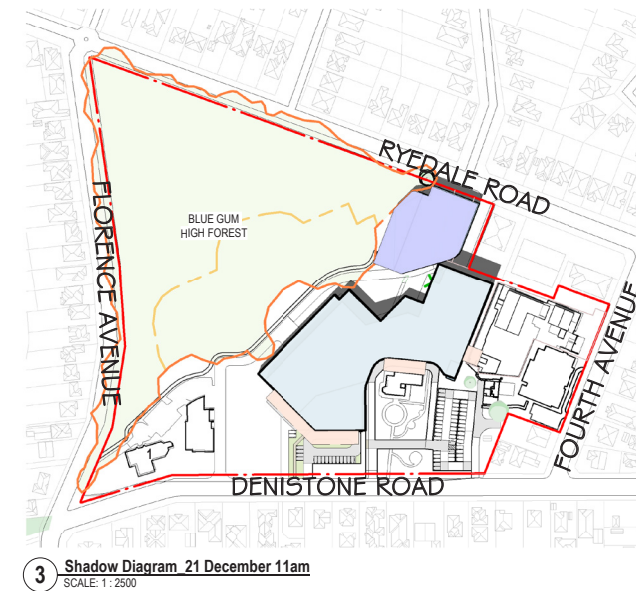 RYEDALE ROAD
BLUE GUM
HIGH FOREST
FLORENCE AVENUE
FOURTH AVENUE
1
DENISTONE ROAD
3 Shadow Diagram_21 December 11am
SCALE: 1 : 2500